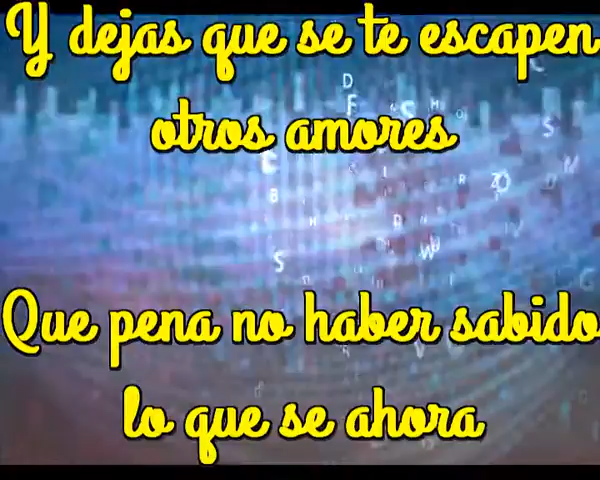 Y dejas que se te escapen
otros amores
Que pena no haber sabido
lo que se ahora